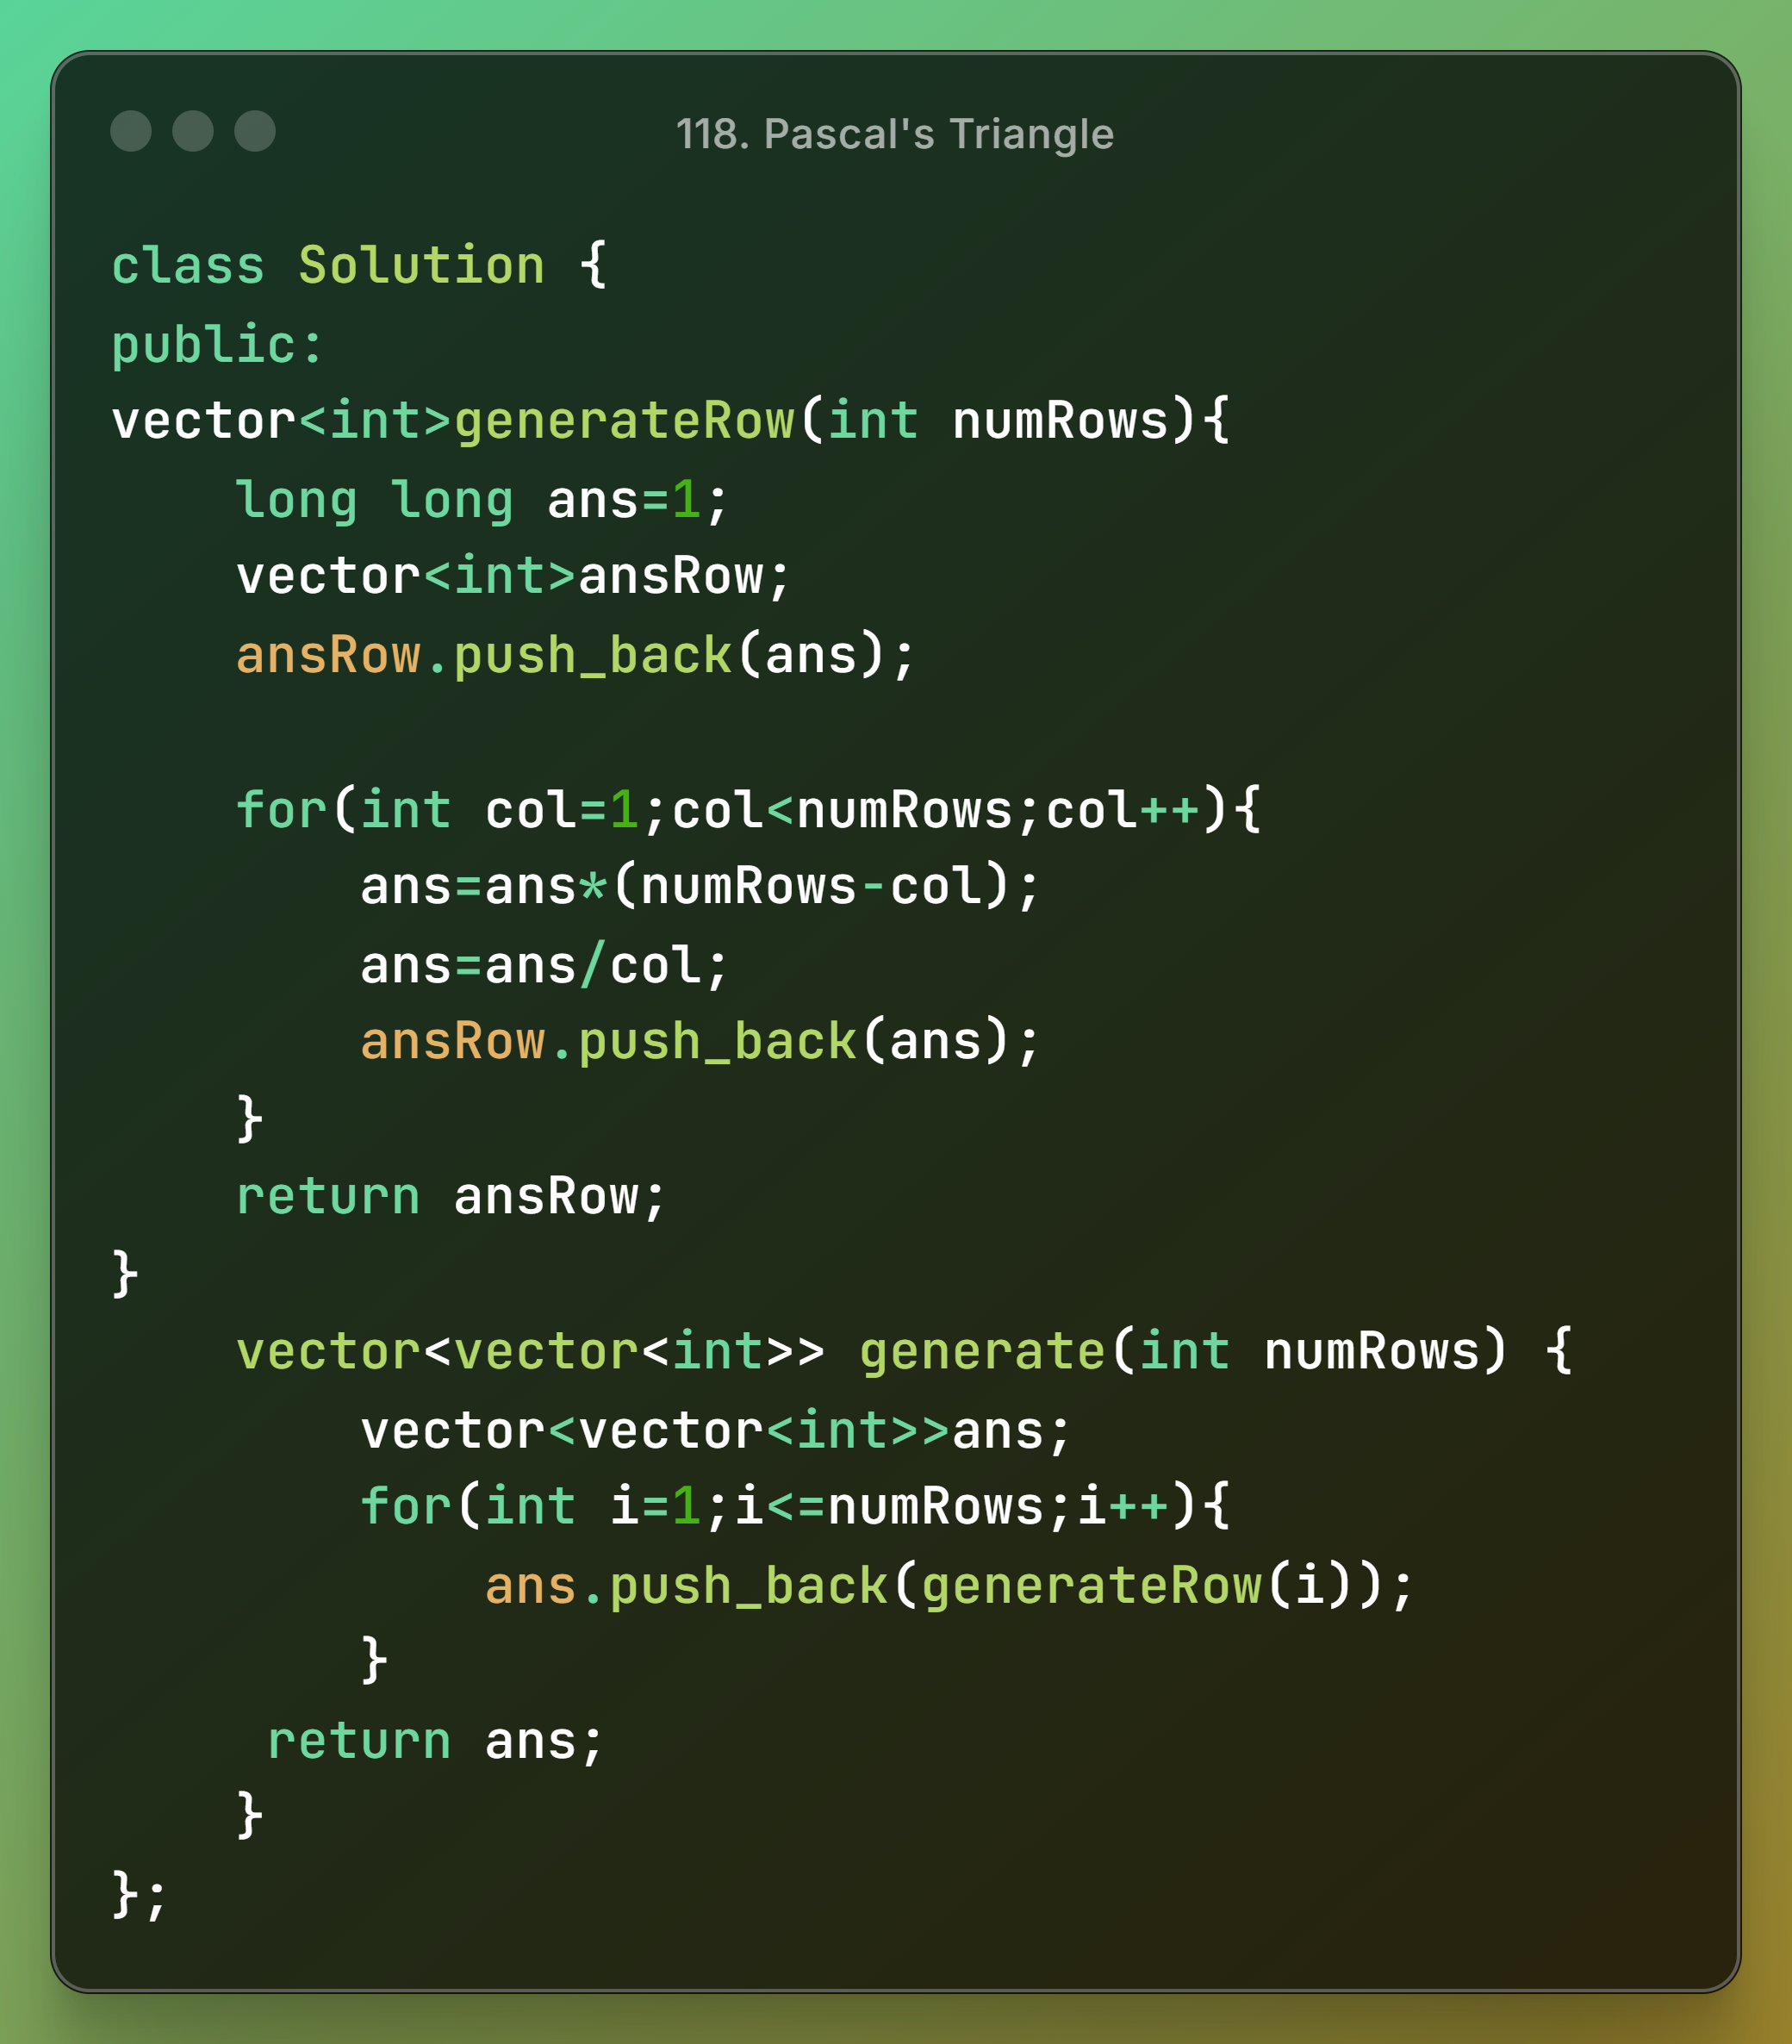 118. Pascal's Triangle
class Solution {
public:
vector<int>generateRow(int numRows){
    long long ans=1;
    vector<int>ansRow;
    ansRow.push_back(ans);

    for(int col=1;col<numRows;col++){
        ans=ans*(numRows-col);
        ans=ans/col;
        ansRow.push_back(ans);
    }
    return ansRow;
}
    vector<vector<int>> generate(int numRows) {
        vector<vector<int>>ans;
        for(int i=1;i<=numRows;i++){
            ans.push_back(generateRow(i));
        }
     return ans;
    }
};